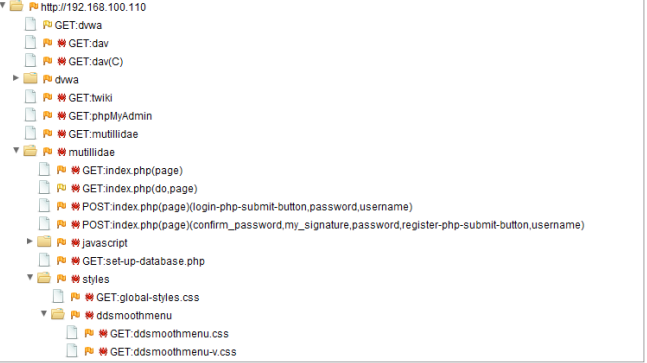 http://192.168.100.110
GET:dvwa
GET:dav
GET:dav(C)
dvwa
GET:twiki
GET:phpMyAdmin
GET:mutillidae
mutillidae
GET:index.php(page)
GET:index.php(do,page)
POST:index.php(page)(login-php-submit-button,password,username)
POST:index.php(page)(confirm_password,my_signature,password,register-php-submit-button,username)
javascript
GET:set-up-database.php
styles
GET:global-styles.css
ddsmoothmenu
GET:ddsmoothmenu.css
GET:ddsmoothmenu-v.css